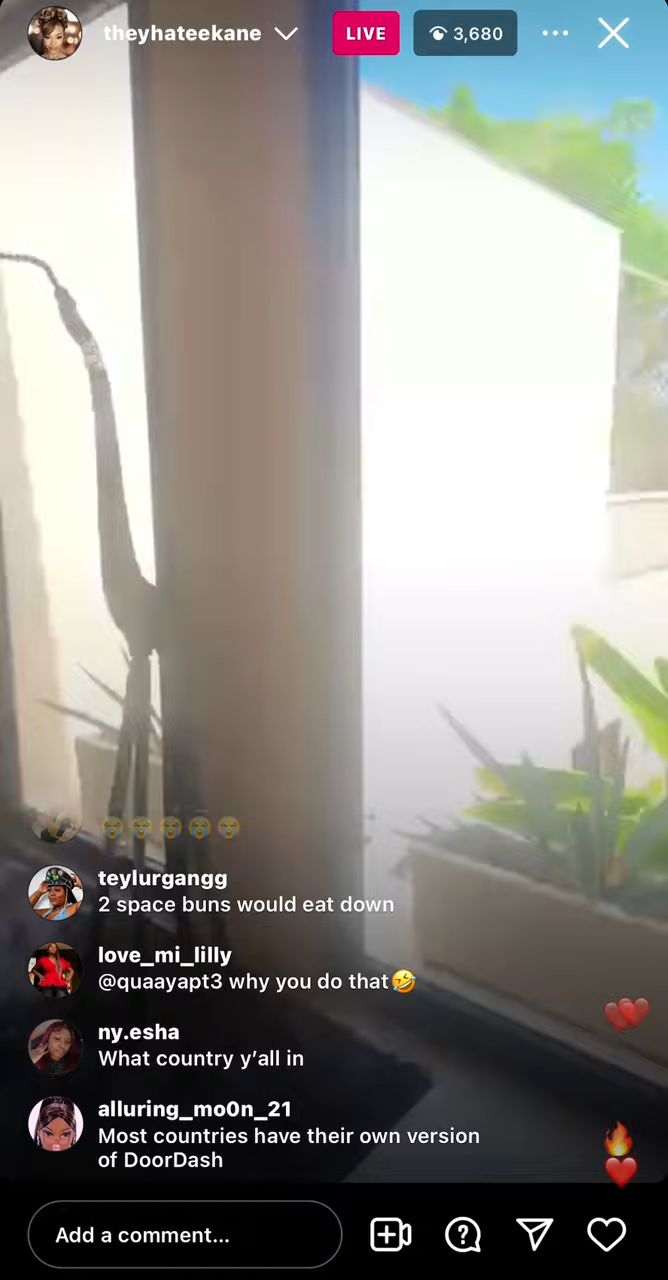 theyhateekane
LIVE
3,680
😭😭😭😭😭
teylurgangg
2 space buns would eat down
love_mi_lilly
@quaayapt3 why you do that🤣
ny.esha
What country y’all in
alluring_mo0n_21
Most countries have their own version
of DoorDash
Add a comment...